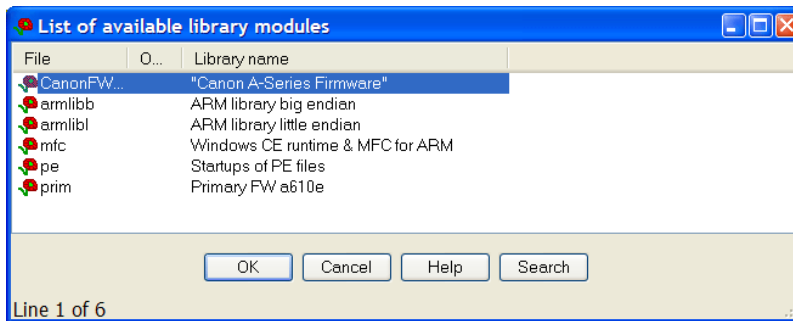 List of available library modules
File O... Library name
CanonFW... "Canon A-Series Firmware"
armlibb ARM library big endian
armlibl ARM library little endian
mfc Windows CE runtime & MFC for ARM
pe Startups of PE files
prim Primary FW a610e
OK Cancel Help Search
Line 1 of 6